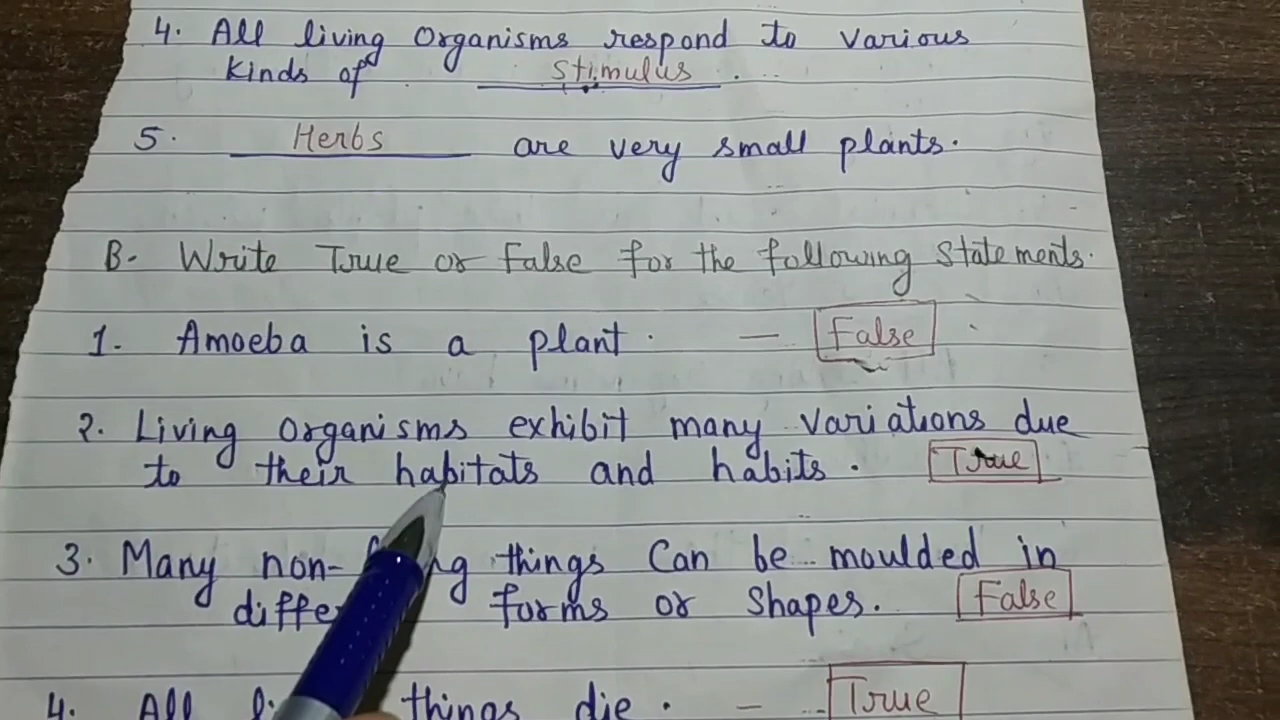 4. All living organisms respond to various
kinds of stimulus .
5. Herbs are very small plants.
B. Write True or False for the following statements.
1. Amoeba is a plant. - False
2. Living organisms exhibit many variations due
to their habitats and habits. True
3. Many non- things can be moulded in
forms or shapes. False
4. All things die. - True